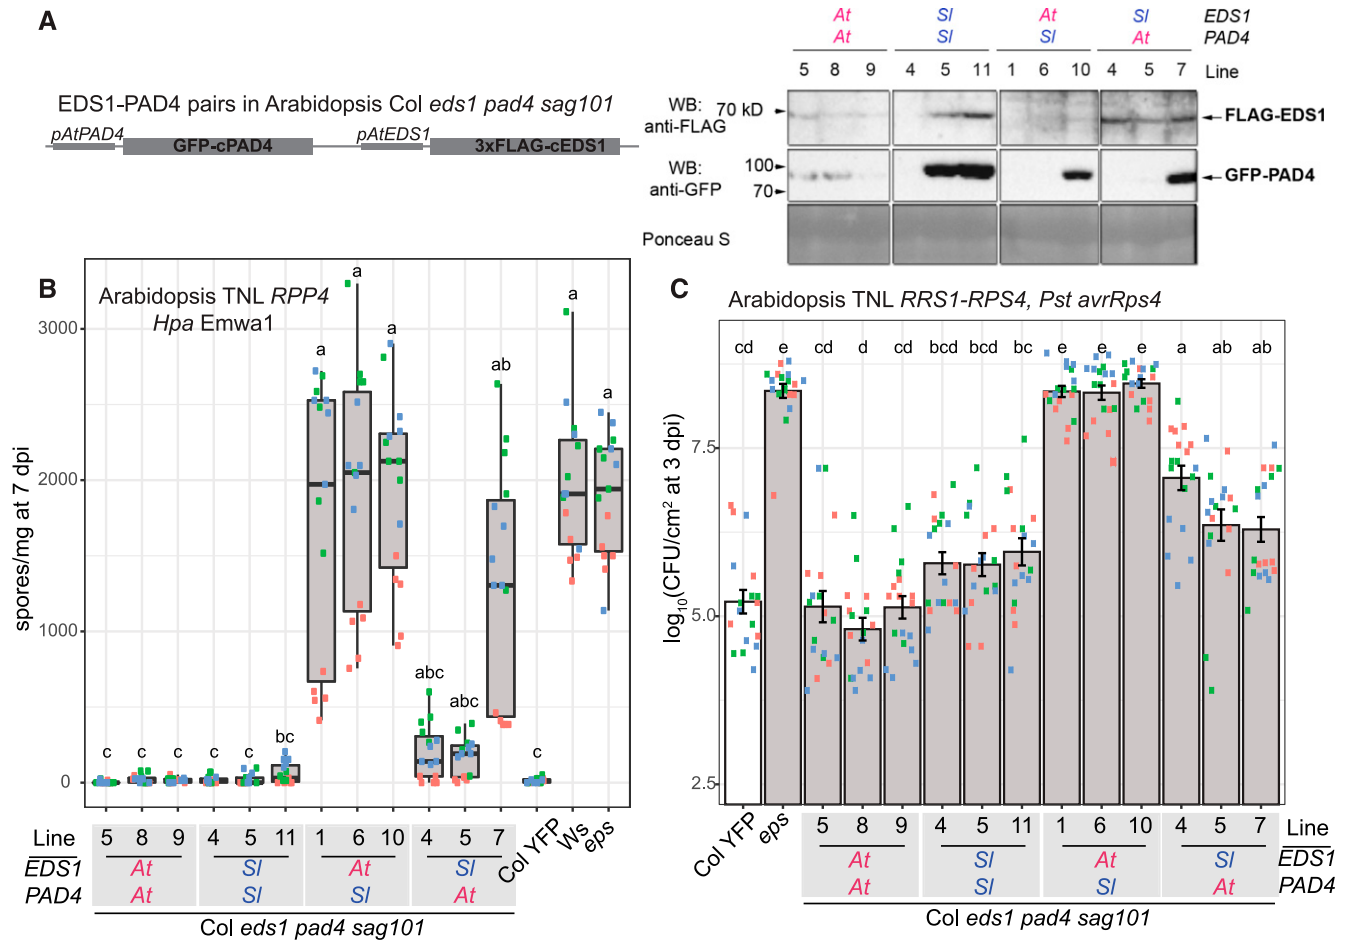 A
EDS1-PAD4 pairs in Arabidopsis Col eds1 pad4 sag101
pAtPAD4 GFP-cPAD4 pAtEDS1 3xFLAG-cEDS1
At Sl At Sl EDS1
At Sl Sl At PAD4
5 8 9 4 5 11 1 6 10 4 5 7 Line
WB: anti-FLAG 70 kD FLAG-EDS1
WB: anti-GFP 100 70 GFP-PAD4
Ponceau S
B
Arabidopsis TNL RPP4
Hpa Emwa1
spores/mg at 7 dpi
3000
2000
1000
0
c c c c c bc a a a abc abc ab c a a
Line 5 8 9 4 5 11 1 6 10 4 5 7 Col YFP Ws eps
EDS1 At Sl At Sl
PAD4 At Sl Sl At
Col eds1 pad4 sag101
C
Arabidopsis TNL RRS1-RPS4, Pst avrRps4
log10(CFU/cm2 at 3 dpi)
7.5
5.0
2.5
cd e cd d cd bcd bcd bc e e e a ab ab
Col YFP eps 5 8 9 4 5 11 1 6 10 4 5 7 Line
At Sl At Sl EDS1
At Sl Sl At PAD4
Col eds1 pad4 sag101